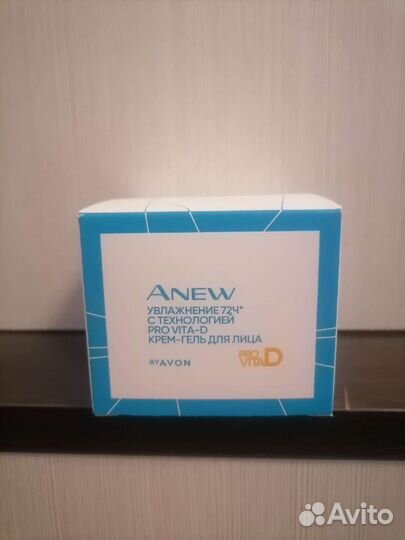 ANEW
УВЛАЖНЕНИЕ 72Ч*
С ТЕХНОЛОГИЕЙ
PRO VITA-D
КРЕМ-ГЕЛЬ ДЛЯ ЛИЦА
BY AVON
PRO
VITA D
Avito